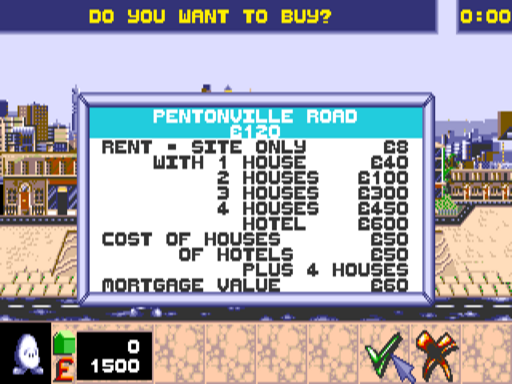 DO YOU WANT TO BUY?
0:00
PENTONVILLE ROAD
£120
RENT - SITE ONLY £8
WITH 1 HOUSE £40
2 HOUSES £100
3 HOUSES £300
4 HOUSES £450
HOTEL £600
COST OF HOUSES £50
OF HOTELS £50
PLUS 4 HOUSES
MORTGAGE VALUE £60
0
£ 1500